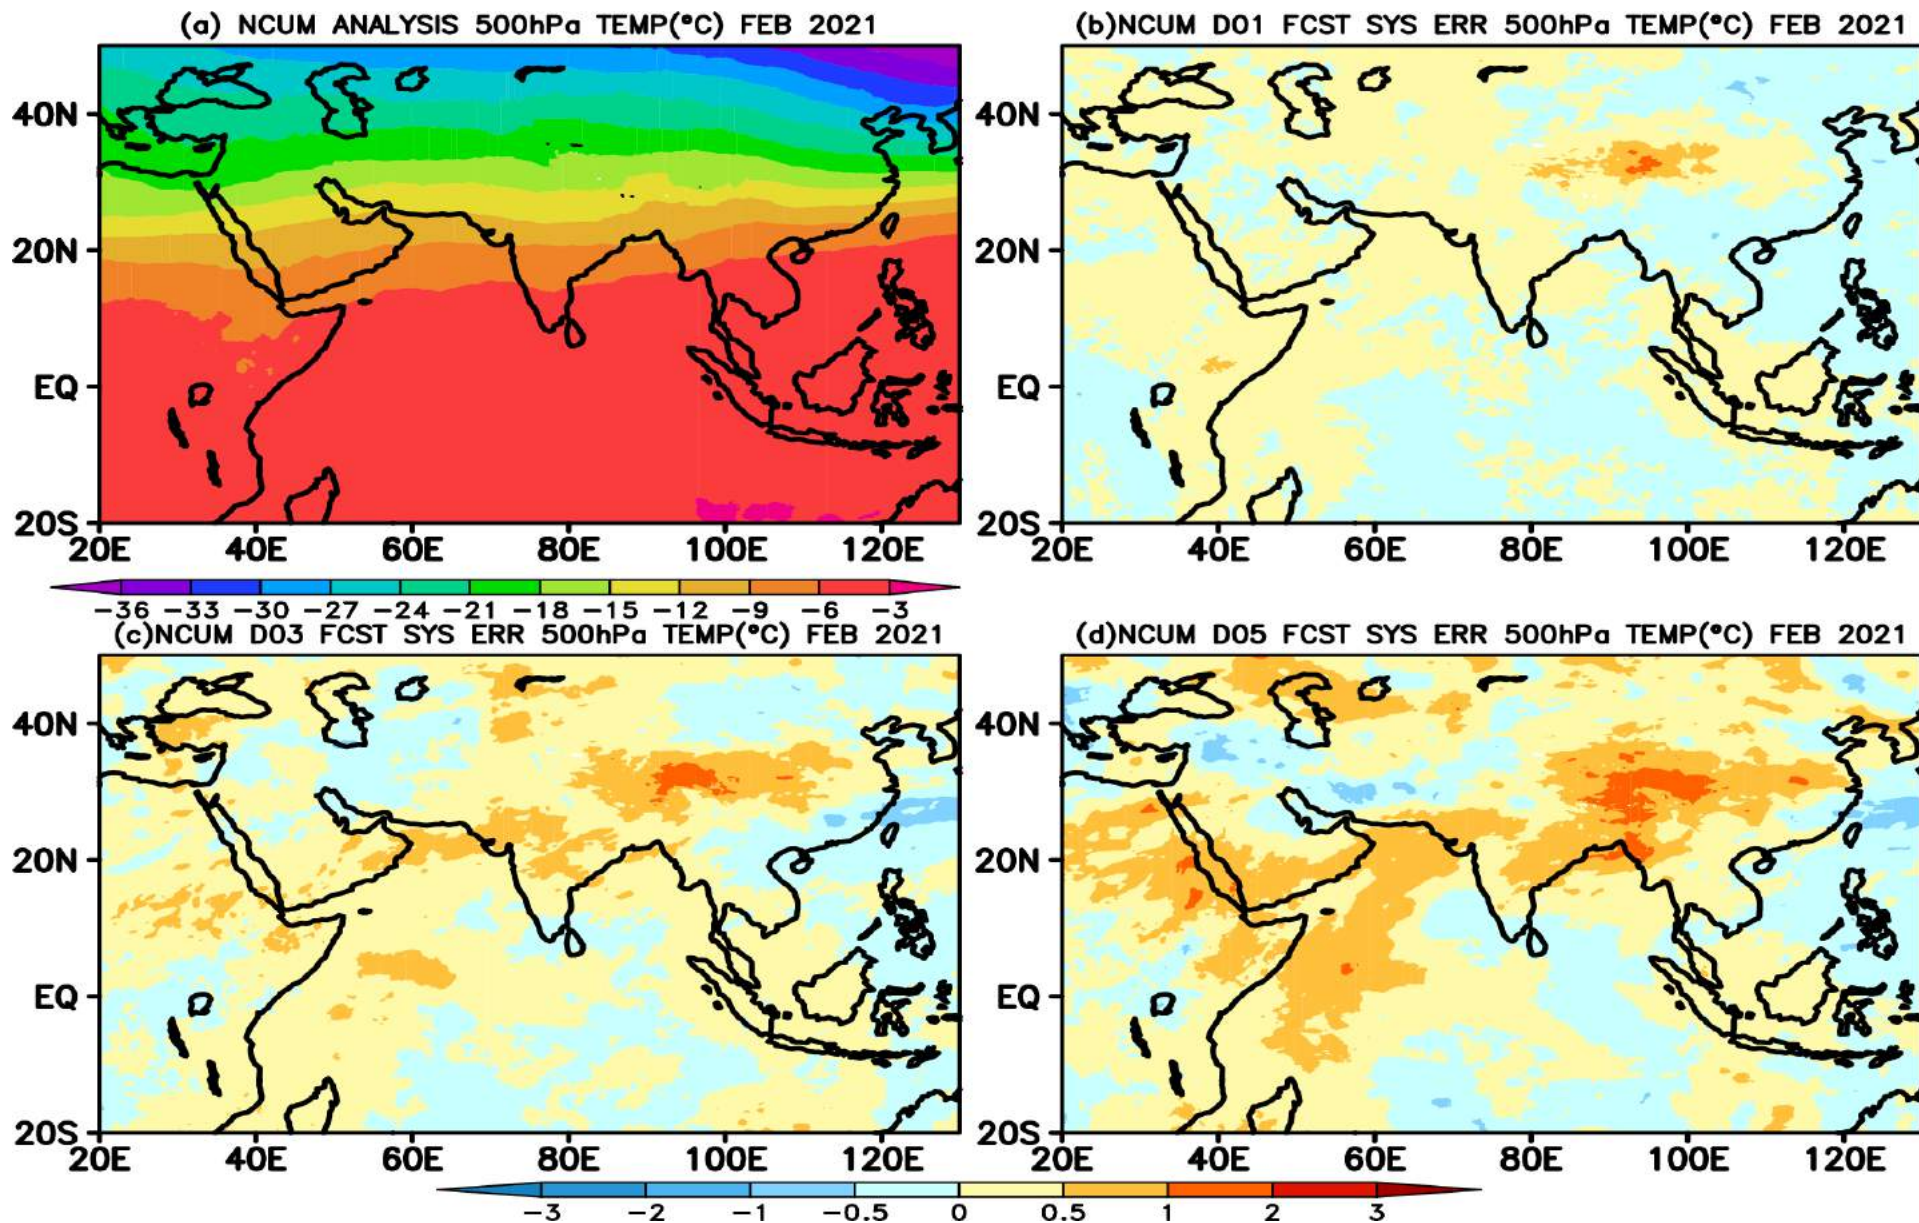 (a) NCUM ANALYSIS 500hPa TEMP(°C) FEB 2021
40N
20N
EQ
20S
20E 40E 60E 80E 100E 120E
−36 −33 −30 −27 −24 −21 −18 −15 −12 −9 −6 −3
(b)NCUM D01 FCST SYS ERR 500hPa TEMP(°C) FEB 2021
40N
20N
EQ
20S
20E 40E 60E 80E 100E 120E
(c)NCUM D03 FCST SYS ERR 500hPa TEMP(°C) FEB 2021
40N
20N
EQ
20S
20E 40E 60E 80E 100E 120E
(d)NCUM D05 FCST SYS ERR 500hPa TEMP(°C) FEB 2021
40N
20N
EQ
20S
20E 40E 60E 80E 100E 120E
−3 −2 −1 −0.5 0 0.5 1 2 3